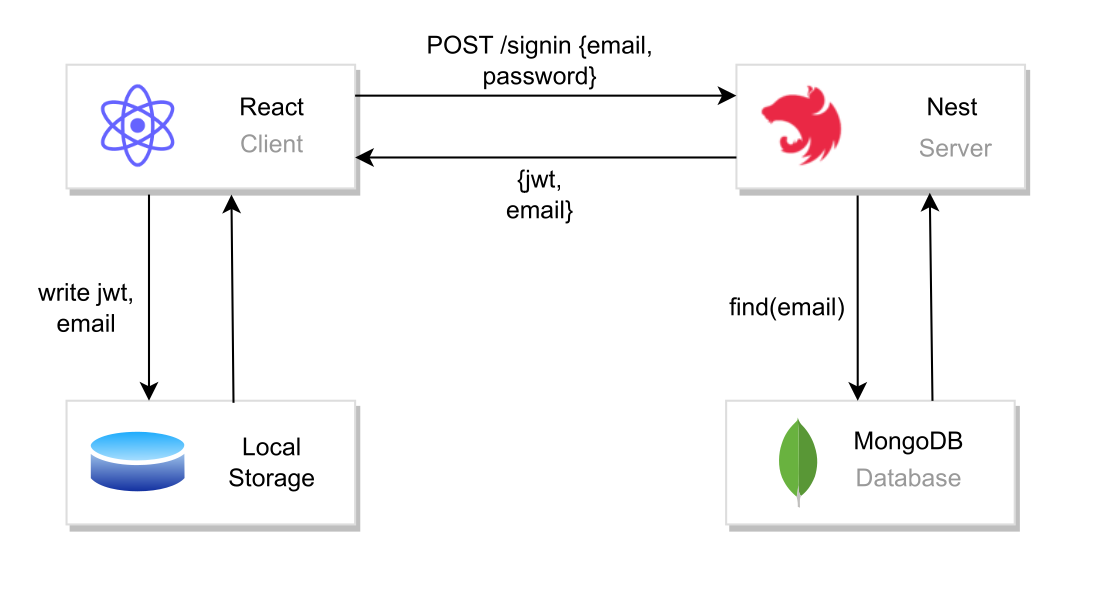 POST /signin {email,
password}
React
Client
Nest
Server
{jwt,
email}
write jwt,
email
find(email)
Local
Storage
MongoDB
Database